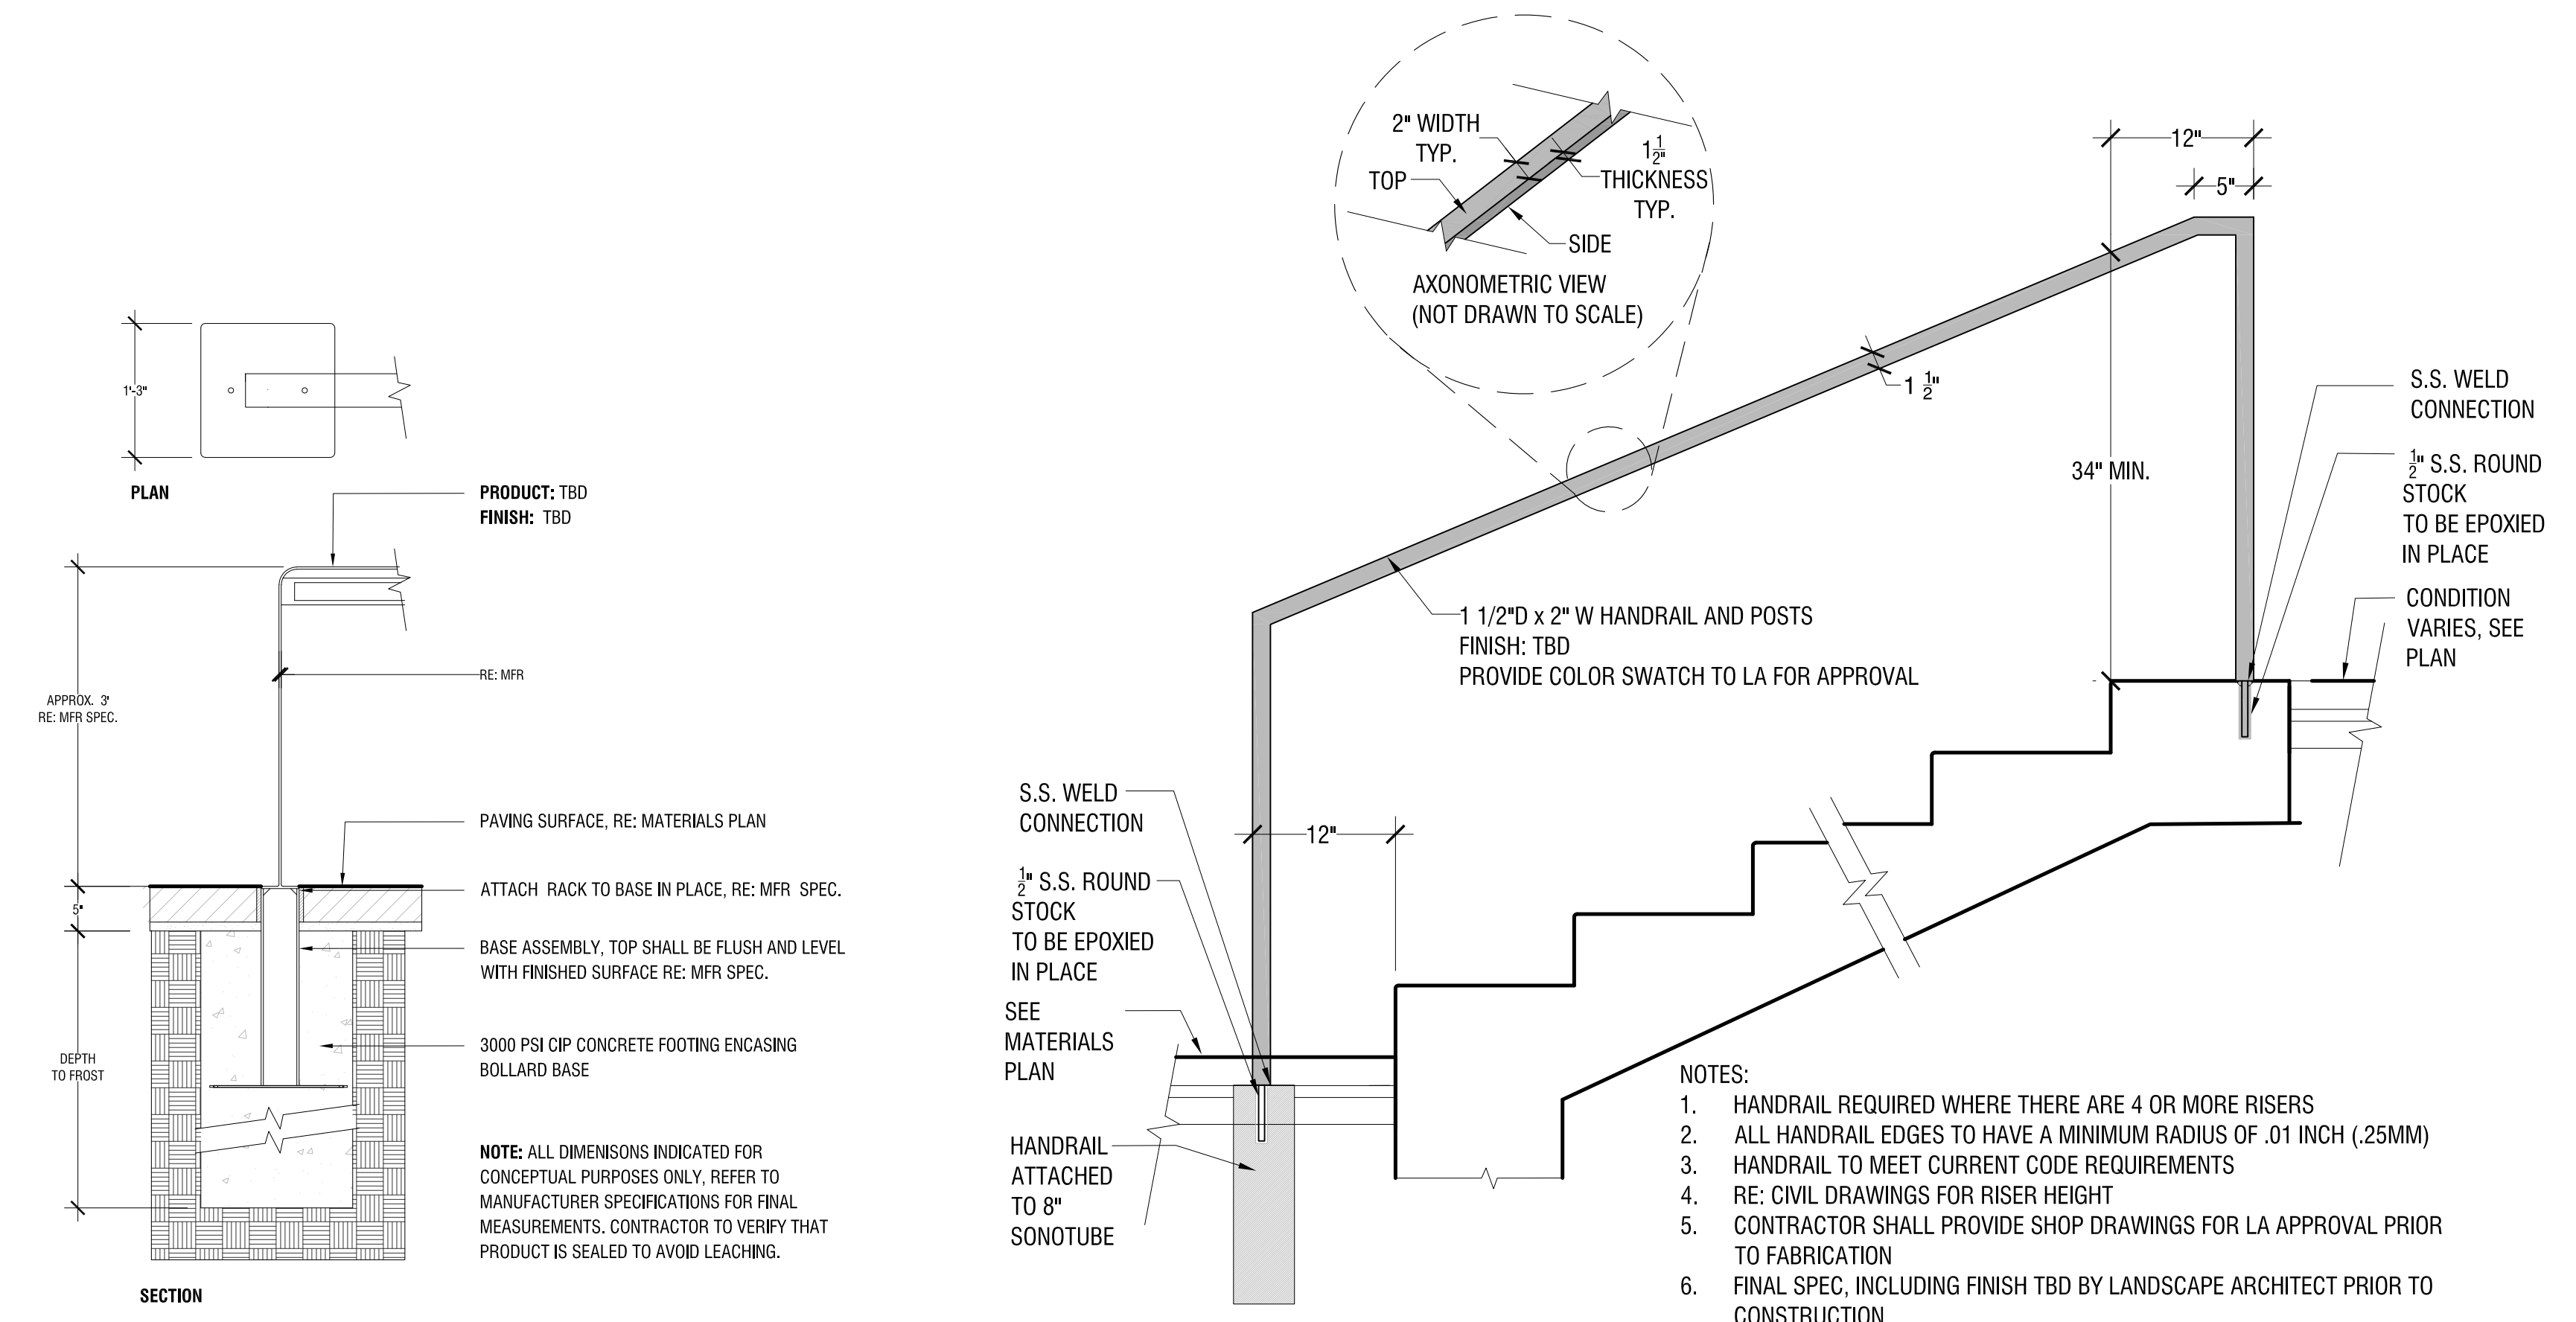 1'-3"
PLAN
PRODUCT: TBD
FINISH: TBD
RE: MFR
APPROX. 3'
RE: MFR SPEC.
PAVING SURFACE, RE: MATERIALS PLAN
ATTACH RACK TO BASE IN PLACE, RE: MFR SPEC.
5"
BASE ASSEMBLY, TOP SHALL BE FLUSH AND LEVEL
WITH FINISHED SURFACE RE: MFR SPEC.
3000 PSI CIP CONCRETE FOOTING ENCASING
BOLLARD BASE
DEPTH
TO FROST
NOTE: ALL DIMENISONS INDICATED FOR
CONCEPTUAL PURPOSES ONLY, REFER TO
MANUFACTURER SPECIFICATIONS FOR FINAL
MEASUREMENTS. CONTRACTOR TO VERIFY THAT
PRODUCT IS SEALED TO AVOID LEACHING.
SECTION
2" WIDTH
TYP.
TOP
1 1/2"
THICKNESS
TYP.
SIDE
AXONOMETRIC VIEW
(NOT DRAWN TO SCALE)
12"
5"
1 1/2"
34" MIN.
S.S. WELD
CONNECTION
1/2" S.S. ROUND
STOCK
TO BE EPOXIED
IN PLACE
CONDITION
VARIES, SEE
PLAN
1 1/2"D x 2" W HANDRAIL AND POSTS
FINISH: TBD
PROVIDE COLOR SWATCH TO LA FOR APPROVAL
S.S. WELD
CONNECTION
12"
1/2" S.S. ROUND
STOCK
TO BE EPOXIED
IN PLACE
SEE
MATERIALS
PLAN
HANDRAIL
ATTACHED
TO 8"
SONOTUBE
NOTES:
1. HANDRAIL REQUIRED WHERE THERE ARE 4 OR MORE RISERS
2. ALL HANDRAIL EDGES TO HAVE A MINIMUM RADIUS OF .01 INCH (.25MM)
3. HANDRAIL TO MEET CURRENT CODE REQUIREMENTS
4. RE: CIVIL DRAWINGS FOR RISER HEIGHT
5. CONTRACTOR SHALL PROVIDE SHOP DRAWINGS FOR LA APPROVAL PRIOR
TO FABRICATION
6. FINAL SPEC, INCLUDING FINISH TBD BY LANDSCAPE ARCHITECT PRIOR TO
CONSTRUCTION